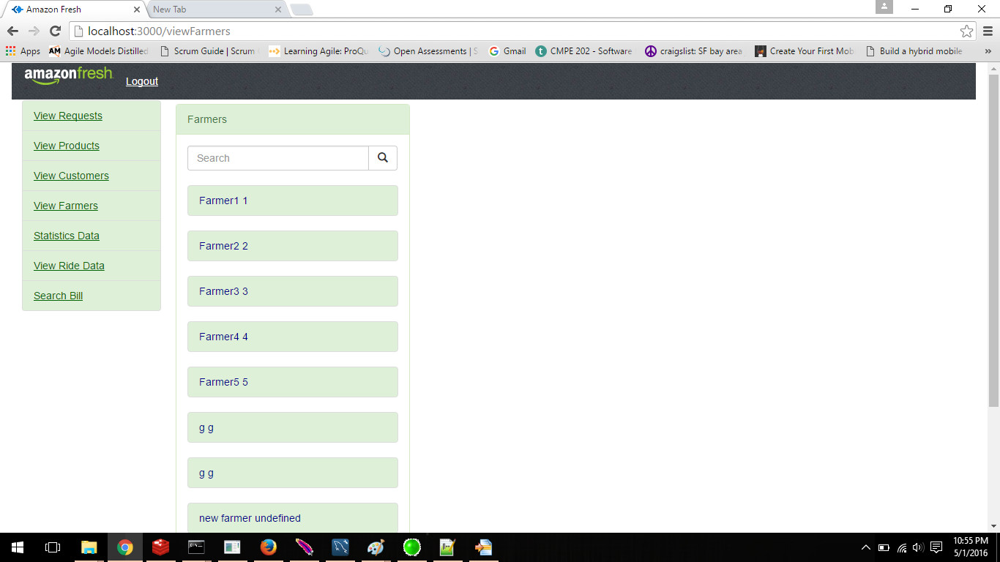 Amazon Fresh
New Tab
localhost:3000/viewFarmers
Apps AM Agile Models Distilled Scrum Guide | Scrum Learning Agile: ProQu Open Assessments | S Gmail t CMPE 202 - Software craigslist: SF bay area Create Your First Mob Build a hybrid mobile »
amazonfresh
Logout
View Requests
View Products
View Customers
View Farmers
Statistics Data
View Ride Data
Search Bill
Farmers
Search
Farmer1 1
Farmer2 2
Farmer3 3
Farmer4 4
Farmer5 5
g g
g g
new farmer undefined
10:55 PM
5/1/2016